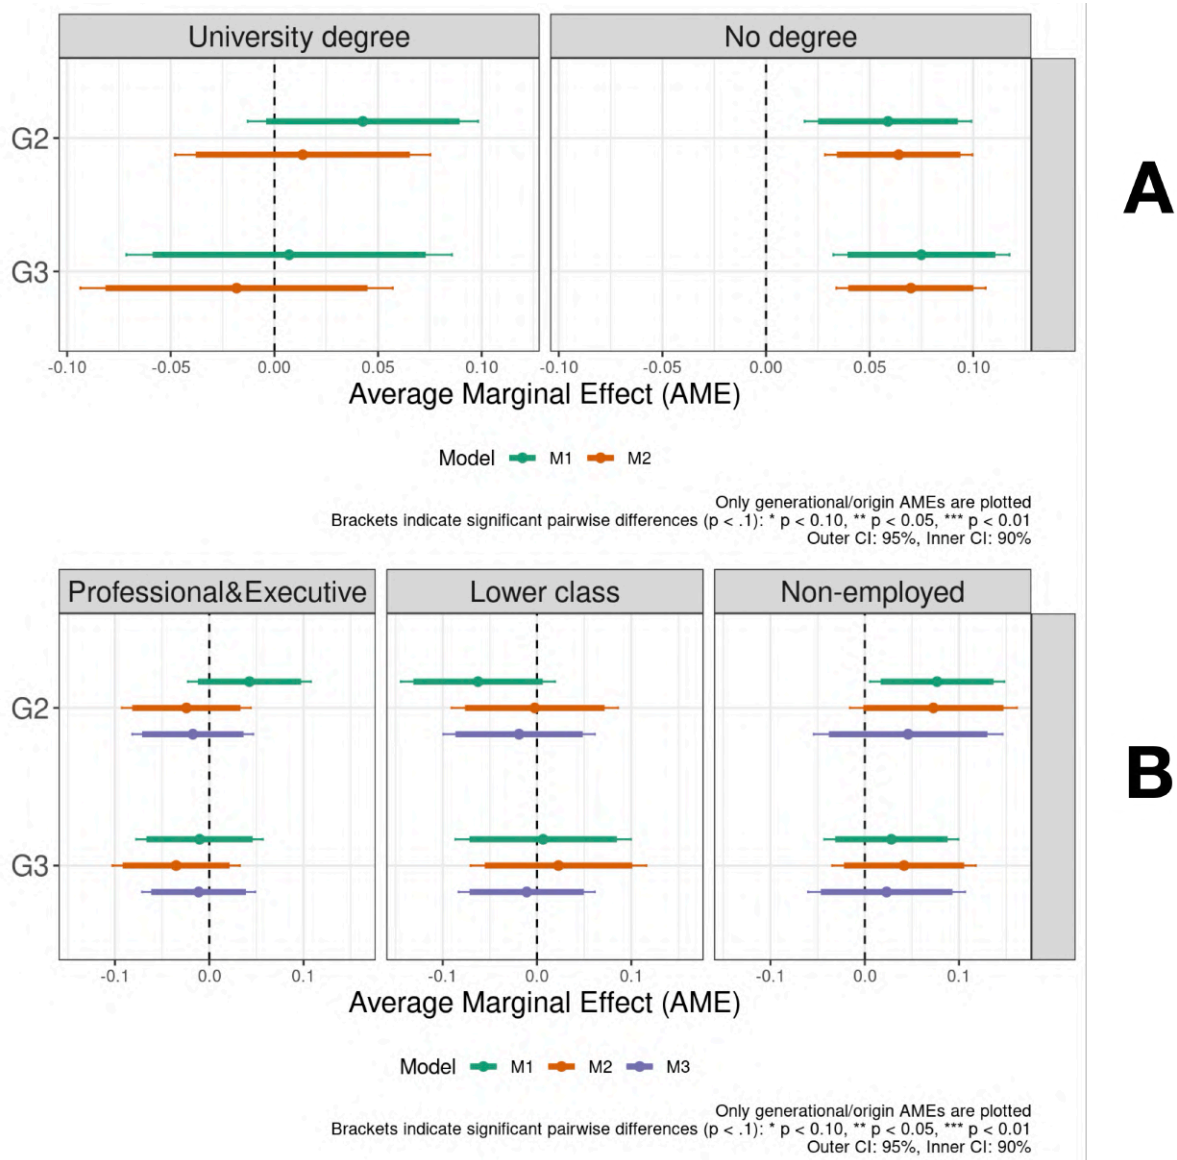 University degree
No degree
G2
G3
-0.10 -0.05 0.00 0.05 0.10 -0.10 -0.05 0.00 0.05 0.10
Average Marginal Effect (AME)
Model M1 M2
Only generational/origin AMEs are plotted
Brackets indicate significant pairwise differences (p < .1): * p < 0.10, ** p < 0.05, *** p < 0.01
Outer CI: 95%, Inner CI: 90%
A
Professional&Executive
Lower class
Non-employed
G2
G3
-0.1 0.0 0.1 -0.1 0.0 0.1 -0.1 0.0 0.1
Average Marginal Effect (AME)
Model M1 M2 M3
Only generational/origin AMEs are plotted
Brackets indicate significant pairwise differences (p < .1): * p < 0.10, ** p < 0.05, *** p < 0.01
Outer CI: 95%, Inner CI: 90%
B